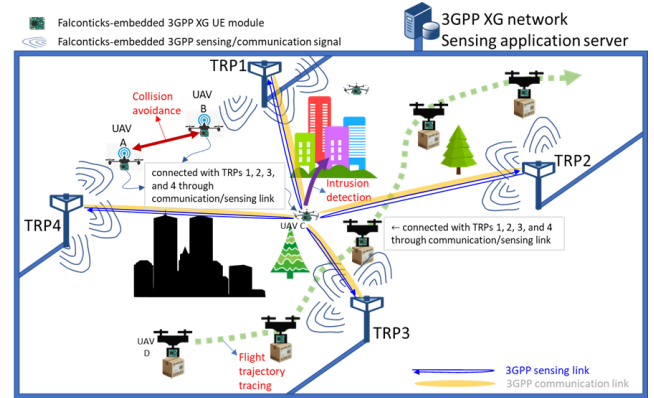 Falconticks-embedded 3GPP XG UE module
Falconticks-embedded 3GPP sensing/communication signal
3GPP XG network
Sensing application server
TRP1
Collision
avoidance
UAV
B
UAV
A
connected with TRPs 1, 2, 3,
and 4 through
communication/sensing link
Intrusion
detection
TRP2
TRP4
UAV C
← connected with TRPs 1, 2, 3, and 4
through communication/sensing link
TRP3
UAV
D
Flight
trajectory
tracing
3GPP sensing link
3GPP communication link